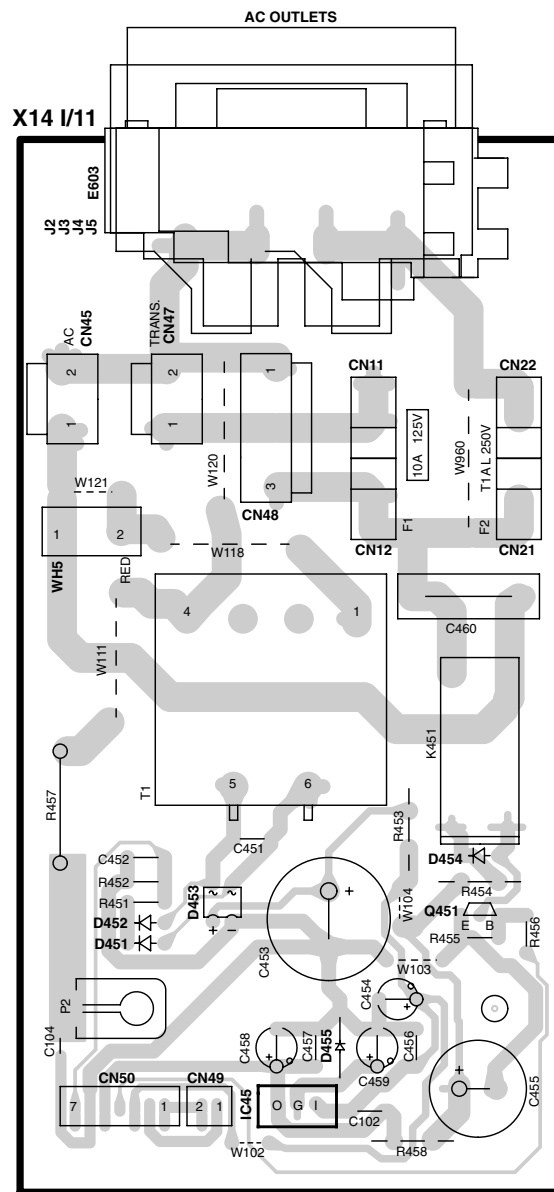 AC OUTLETS
X14 I/11
E603
J2
J3
J4
J5
AC
CN45
TRANS.
CN47
2
1
2
1
1
3
CN48
CN11
CN22
10A 125V
W960
T1A L 250V
F1
F2
CN12
CN21
W120
W121
1
2
WH5
RED
W118
4
1
C460
W111
K451
T1
5
6
R457
C451
R453
D454
C452
R452
R451
D452
D451
D453
~
~
+
−
+
C453
W104
R454
Q451
E B
R455
R456
W103
P2
C454
+
C104
C458
+
C457
D455
+
C459
C456
+
C455
CN50
CN49
7
1
2
1
IC45
O G I
C102
W102
R458